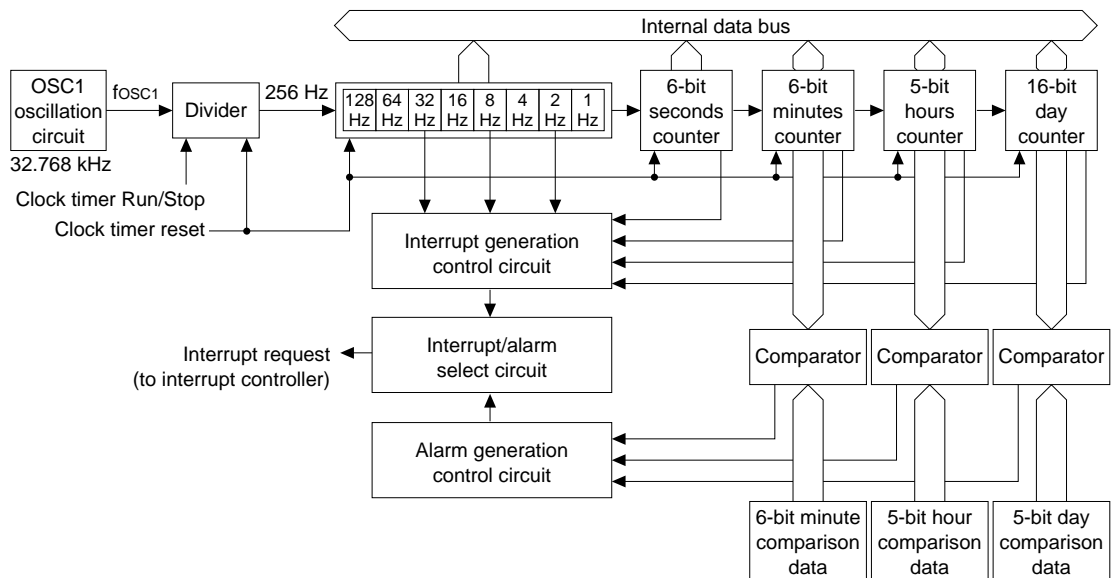 Internal data bus
OSC1
oscillation
circuit
32.768 kHz
fOSC1
Divider
256 Hz
128 Hz
64 Hz
32 Hz
16 Hz
8 Hz
4 Hz
2 Hz
1 Hz
6-bit
seconds
counter
6-bit
minutes
counter
5-bit
hours
counter
16-bit
day
counter
Clock timer Run/Stop
Clock timer reset
Interrupt generation
control circuit
Interrupt request
(to interrupt controller)
Interrupt/alarm
select circuit
Comparator
Comparator
Comparator
Alarm generation
control circuit
6-bit minute
comparison
data
5-bit hour
comparison
data
5-bit day
comparison
data